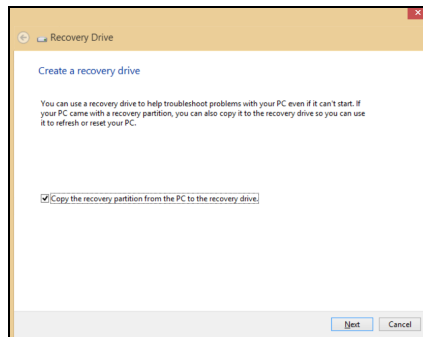 Recovery Drive
Create a recovery drive
You can use a recovery drive to help troubleshoot problems with your PC even if it can't start. If
your PC came with a recovery partition, you can also copy it to the recovery drive so you can use
it to refresh or reset your PC.
Copy the recovery partition from the PC to the recovery drive.
Next Cancel